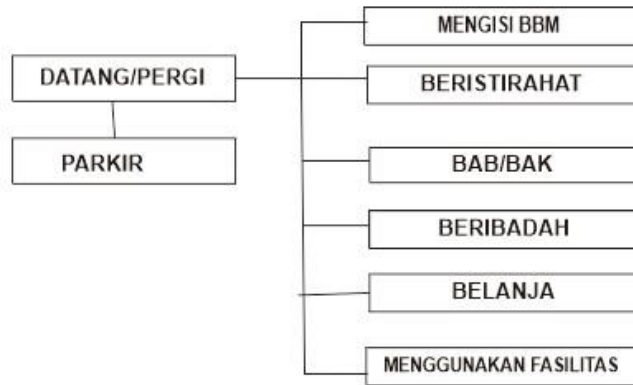 MENGISI BBM
DATANG/PERGI
BERISTIRAHAT
PARKIR
BAB/BAK
BERIBADAH
BELANJA
MENGGUNAKAN FASILITAS